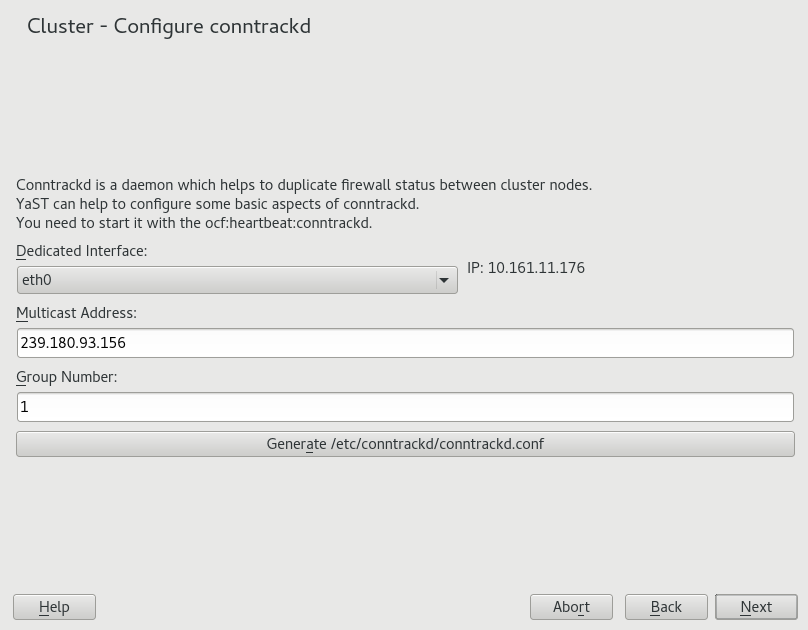 Cluster - Configure conntrackd
Conntrackd is a daemon which helps to duplicate firewall status between cluster nodes.
YaST can help to configure some basic aspects of conntrackd.
You need to start it with the ocf:heartbeat:conntrackd.
Dedicated Interface:
eth0
IP: 10.161.11.176
Multicast Address:
239.180.93.156
Group Number:
1
Generate /etc/conntrackd/conntrackd.conf
Help
Abort
Back
Next